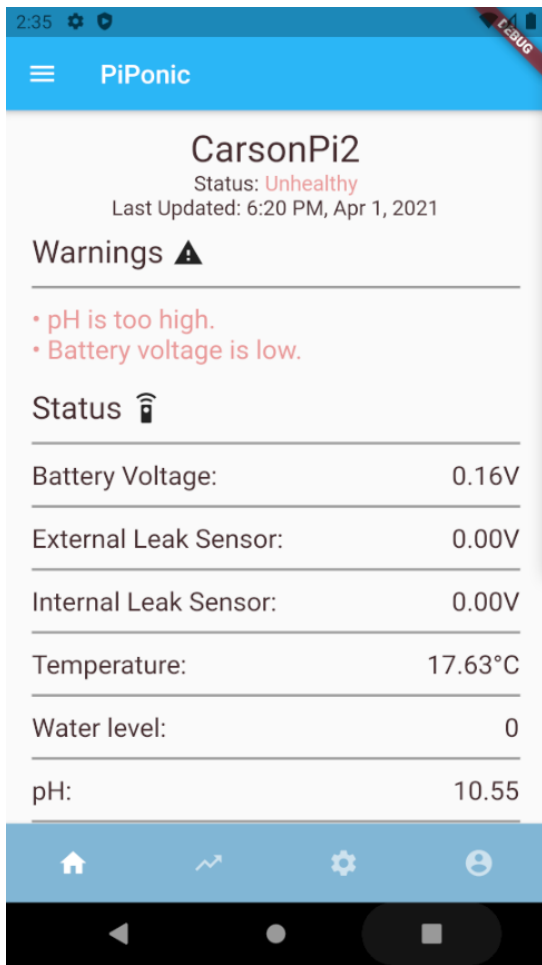 2:35
DEBUG
PiPonic
CarsonPi2
Status: Unhealthy
Last Updated: 6:20 PM, Apr 1, 2021
Warnings
• pH is too high.
• Battery voltage is low.
Status
Battery Voltage: 0.16V
External Leak Sensor: 0.00V
Internal Leak Sensor: 0.00V
Temperature: 17.63°C
Water level: 0
pH: 10.55